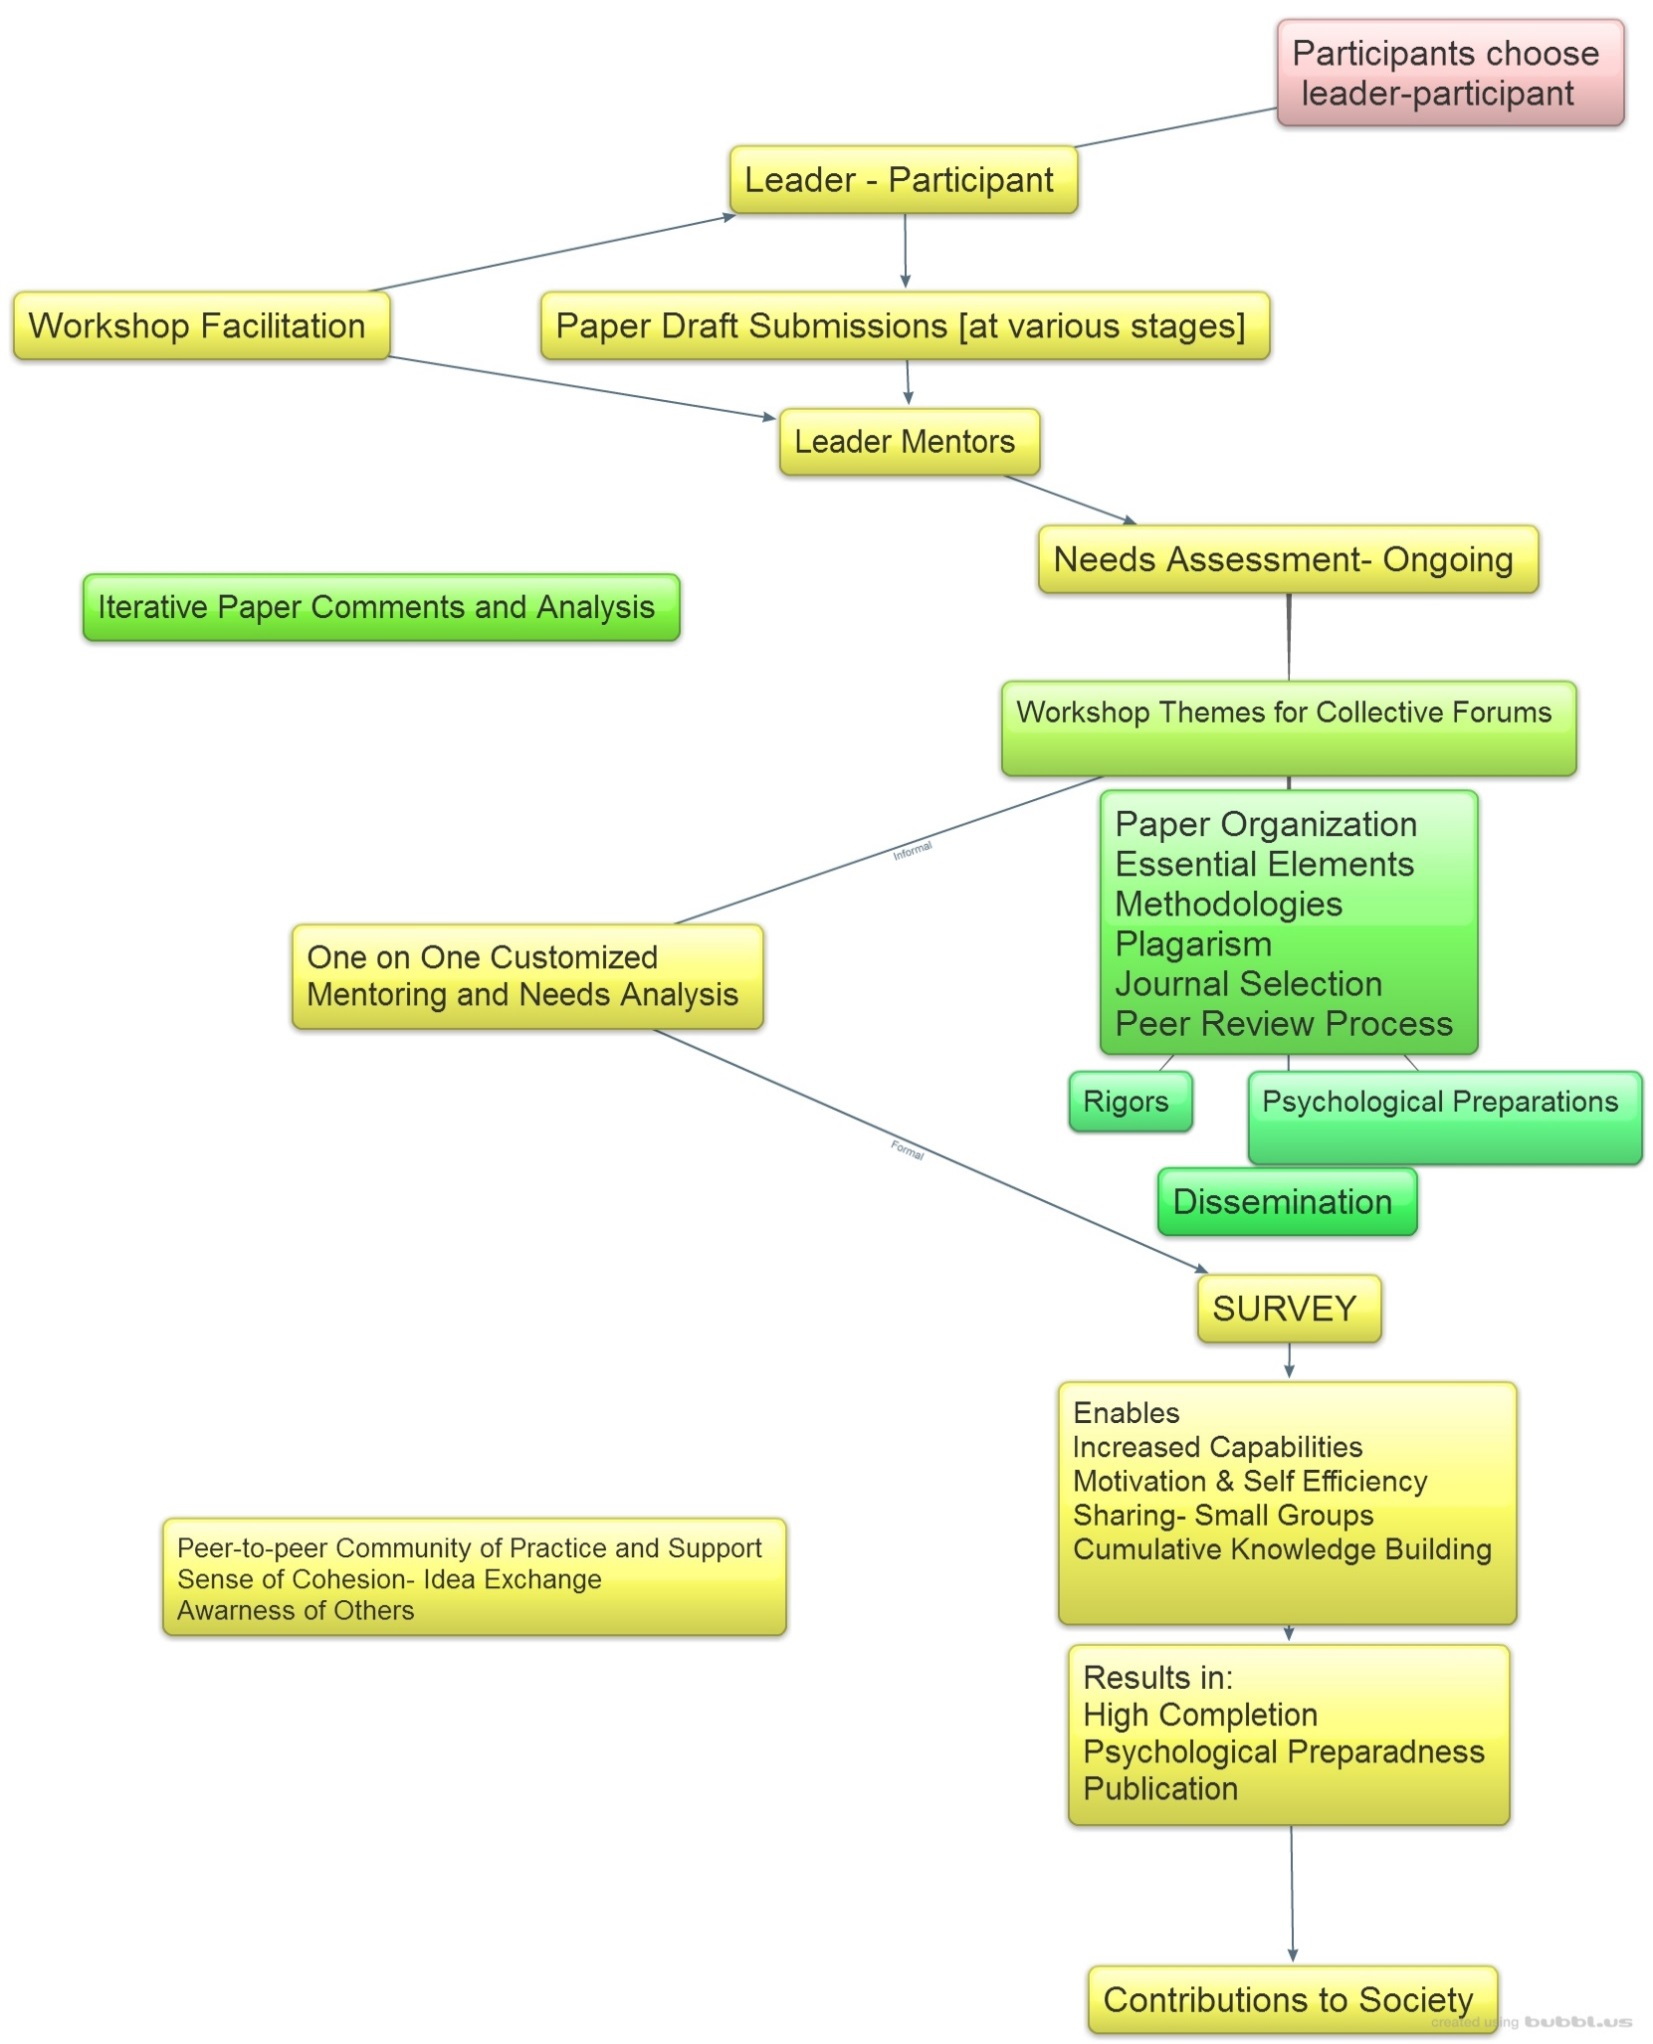 Participants choose
leader-participant
Leader - Participant
Workshop Facilitation
Paper Draft Submissions [at various stages]
Leader Mentors
Needs Assessment- Ongoing
Iterative Paper Comments and Analysis
Workshop Themes for Collective Forums
Informal
Paper Organization
Essential Elements
Methodologies
Plagarism
Journal Selection
Peer Review Process
One on One Customized
Mentoring and Needs Analysis
Rigors
Psychological Preparations
Formal
Dissemination
SURVEY
Enables
Increased Capabilities
Motivation & Self Efficiency
Sharing- Small Groups
Cumulative Knowledge Building
Peer-to-peer Community of Practice and Support
Sense of Cohesion- Idea Exchange
Awarness of Others
Results in:
High Completion
Psychological Preparadness
Publication
Contributions to Society
created using bubbl.us